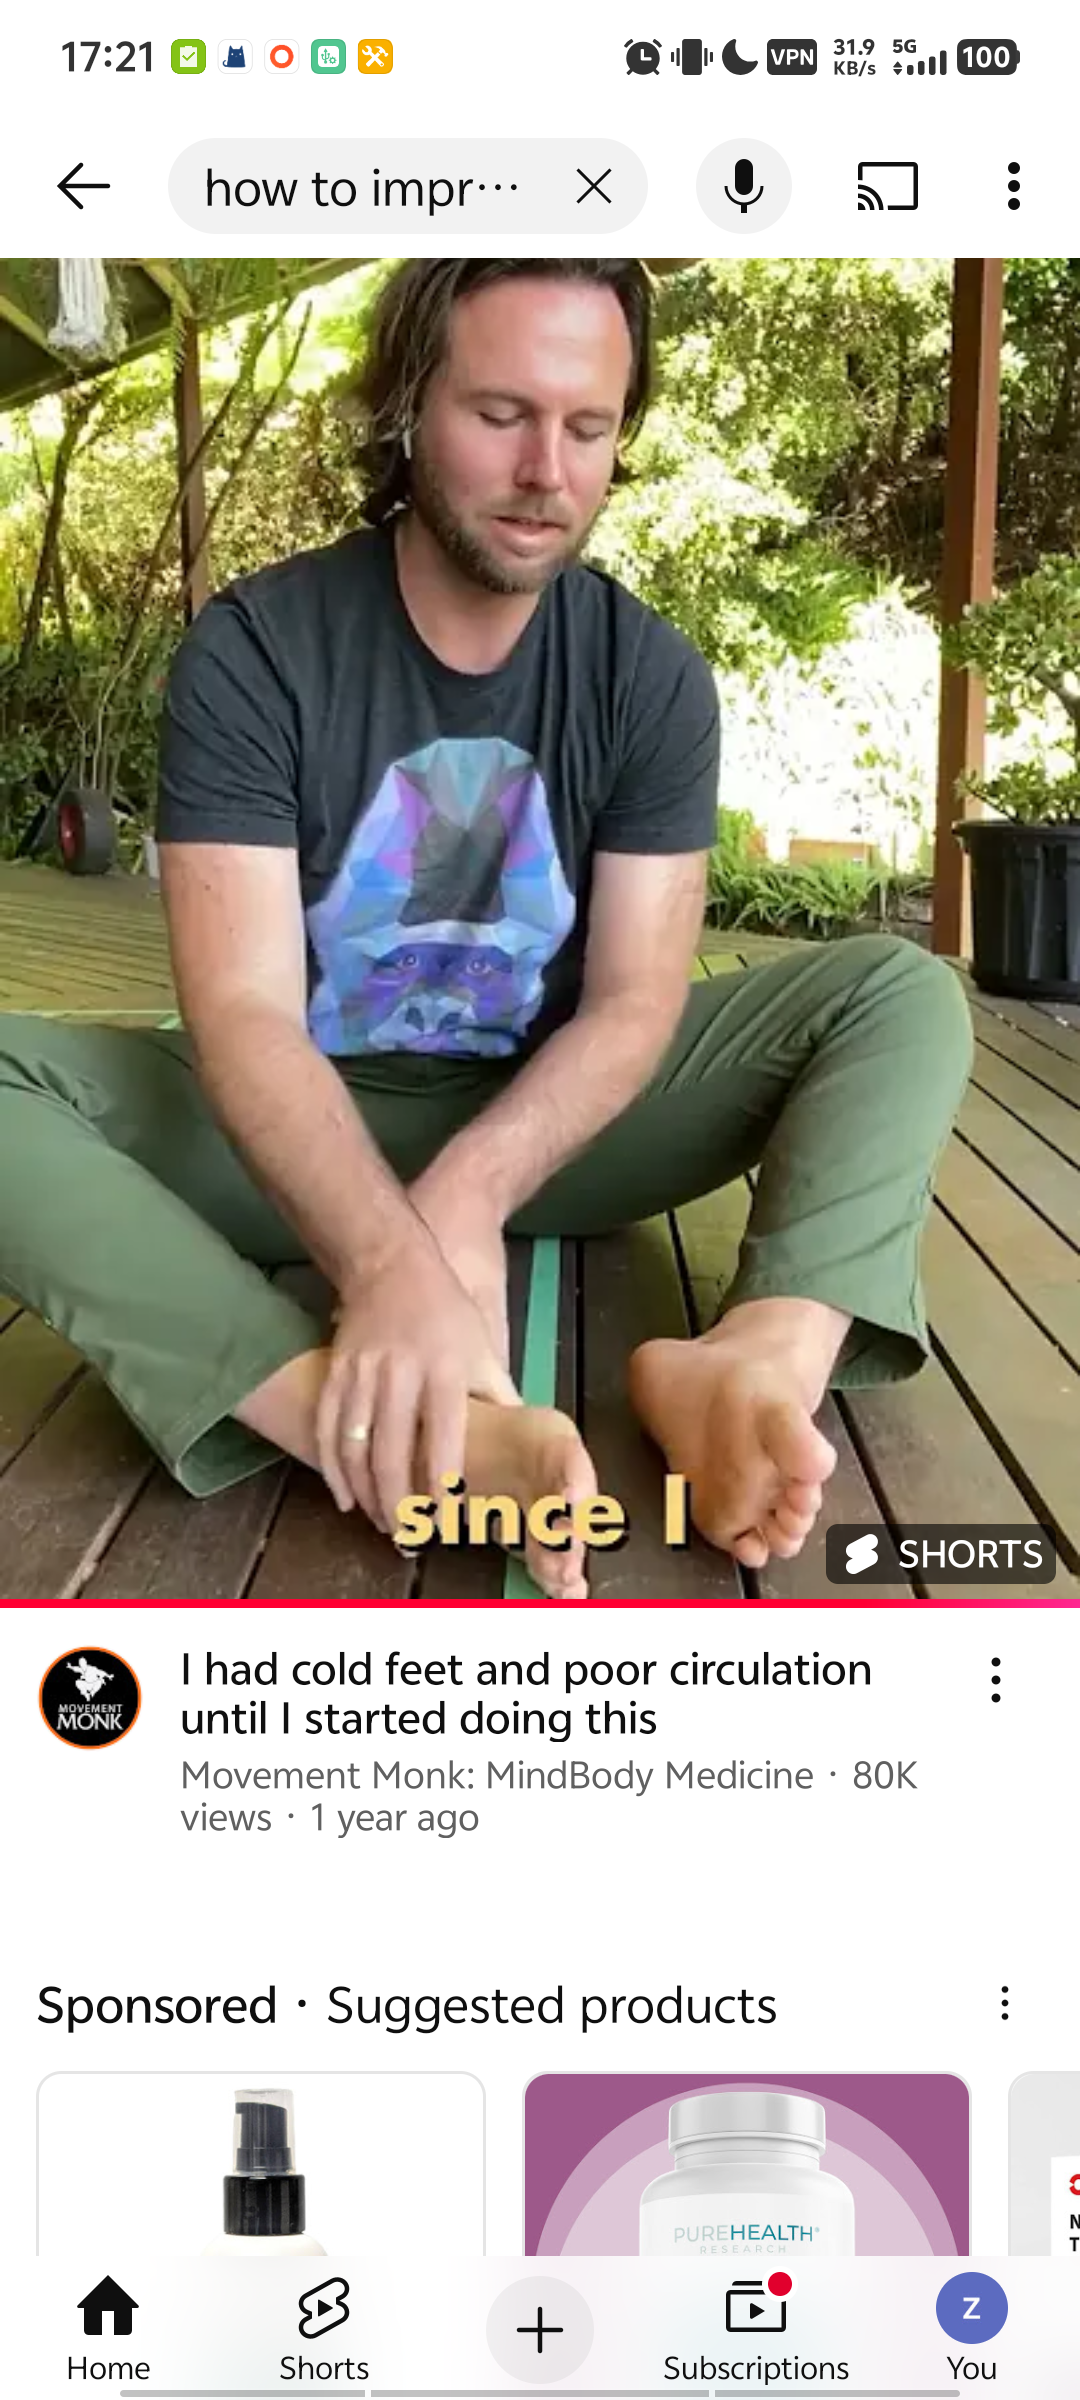 17:21
VPN
31.9
KB/s
5G
100
how to impr···
since I
SHORTS
MOVEMENT
MONK
I had cold feet and poor circulation
until I started doing this
Movement Monk: MindBody Medicine · 80K
views · 1 year ago
Sponsored · Suggested products
PUREHEALTH®
RESEARCH
N
T
Home
Shorts
Subscriptions
Z
You